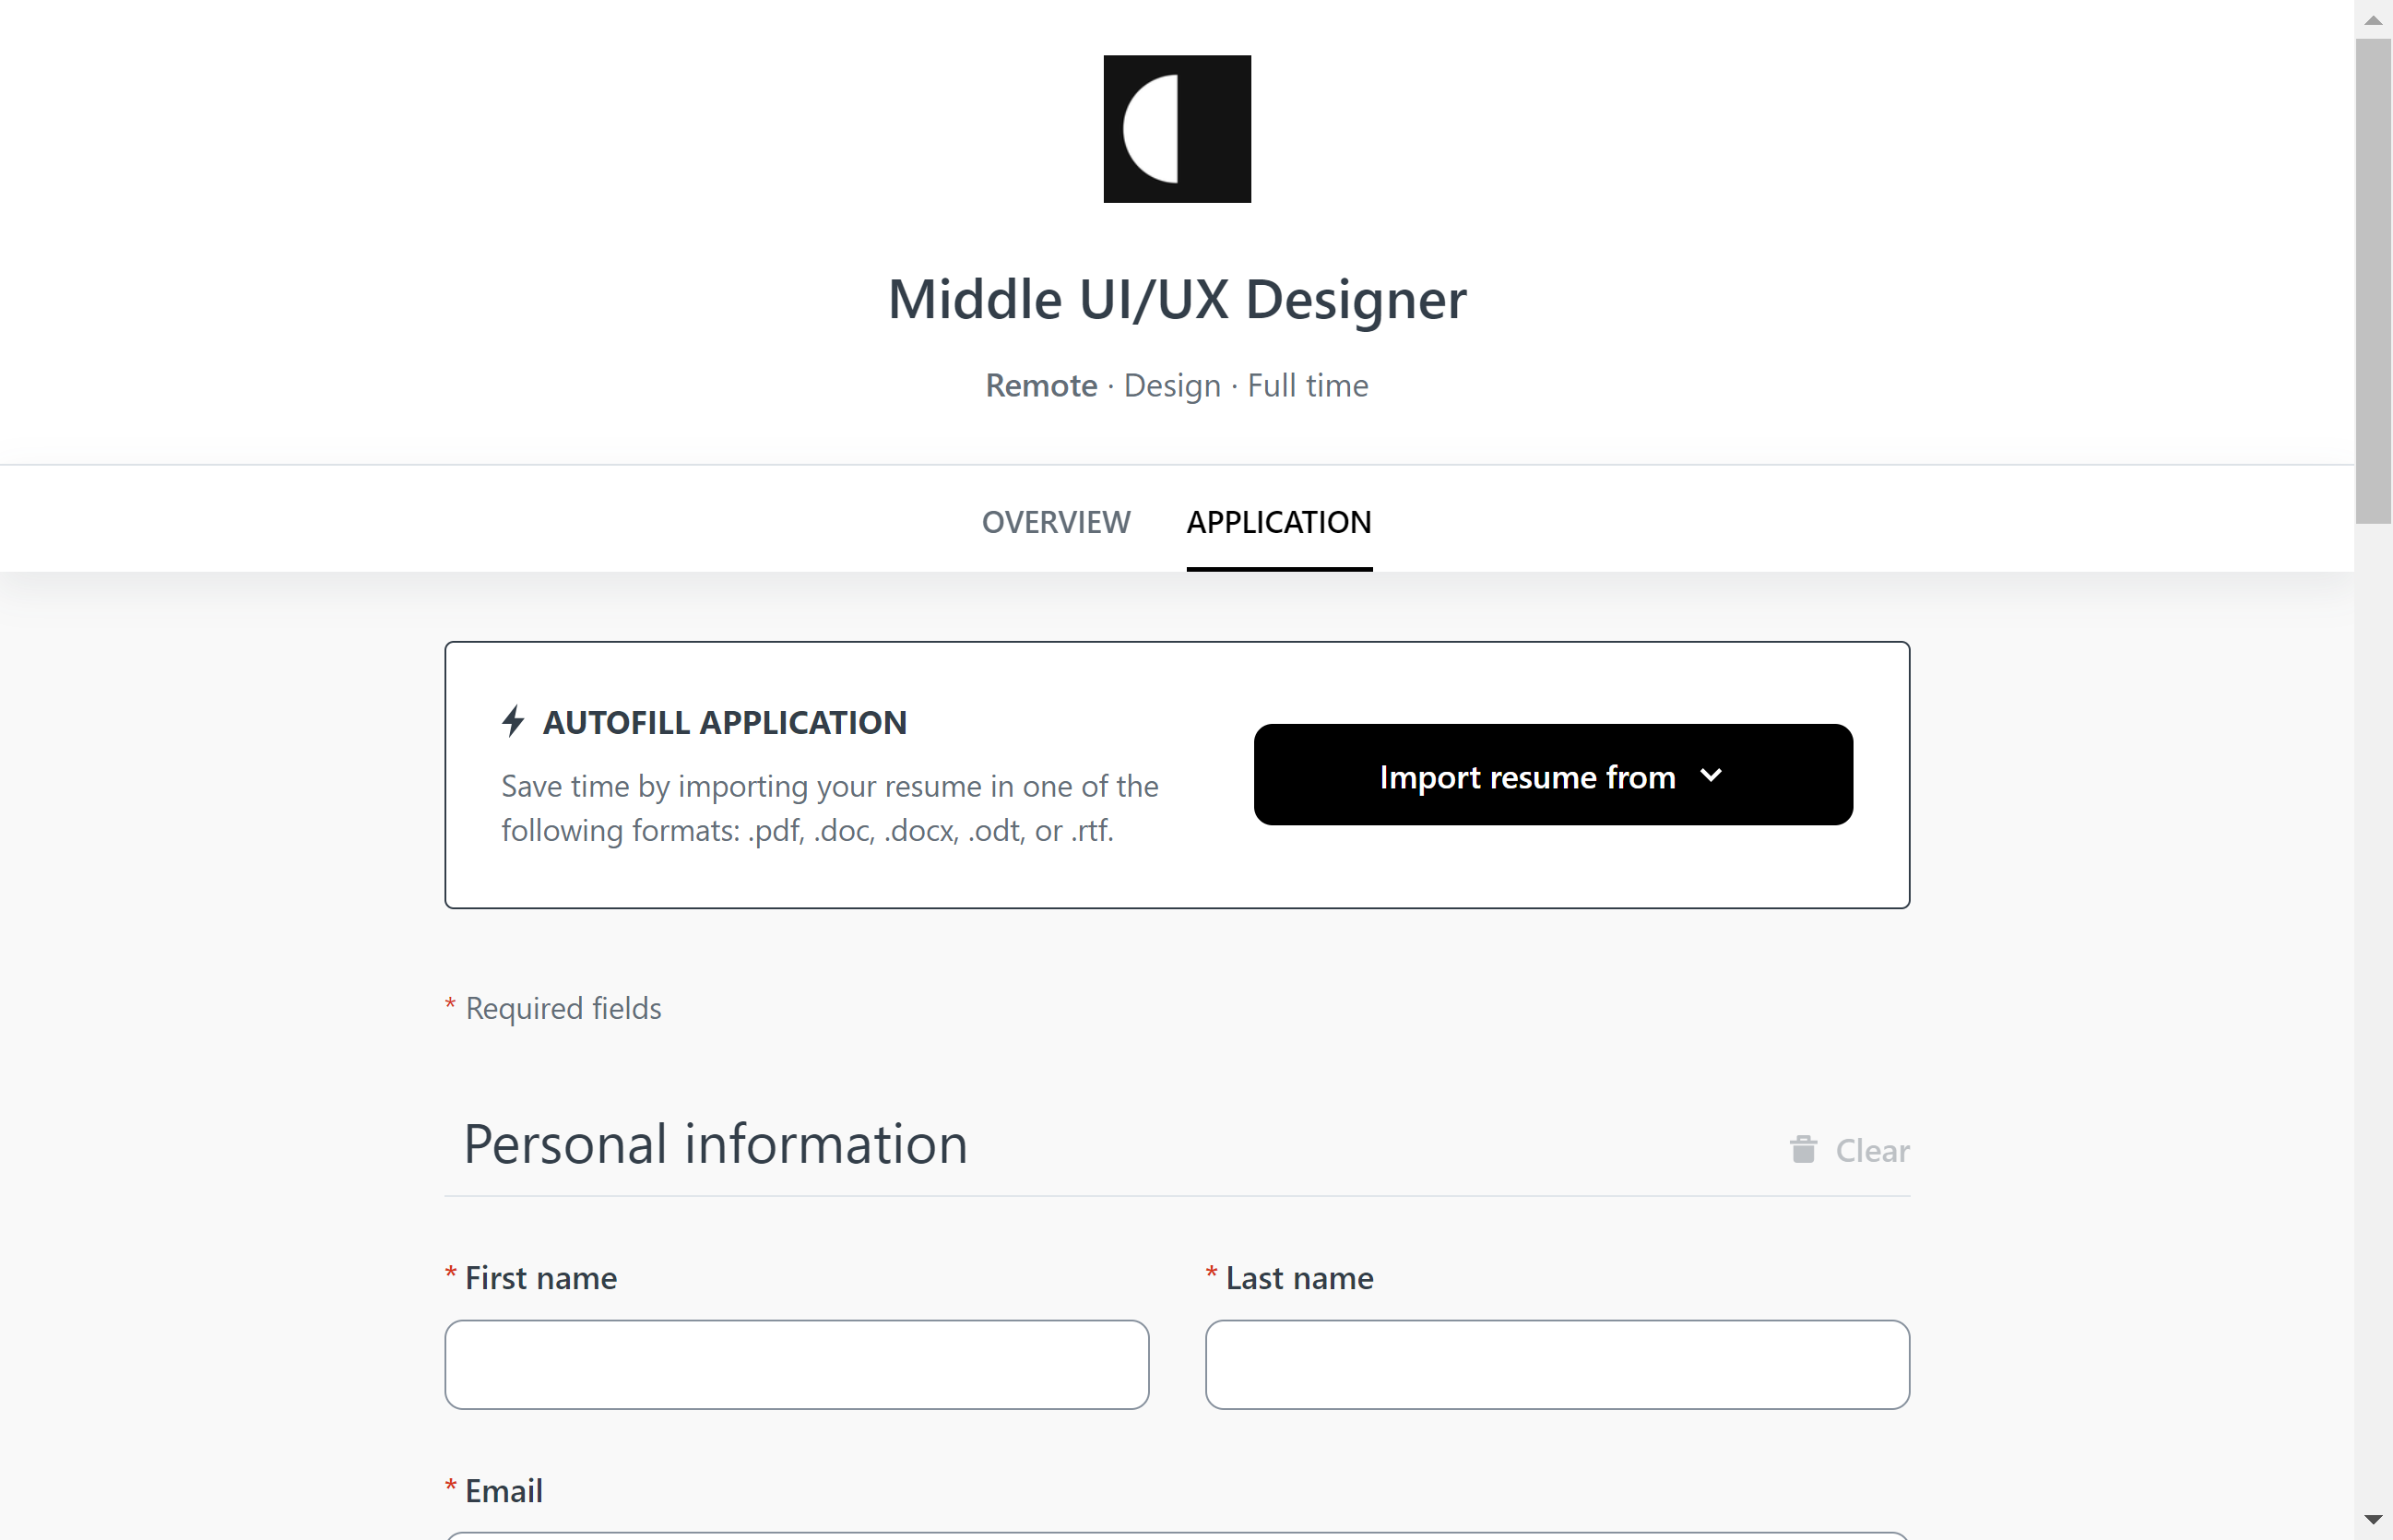 Middle UI/UX Designer
Remote · Design · Full time
OVERVIEW
APPLICATION
AUTOFILL APPLICATION
Save time by importing your resume in one of the
following formats: .pdf, .doc, .docx, .odt, or .rtf.
Import resume from
* Required fields
Personal information
Clear
* First name
* Last name
* Email